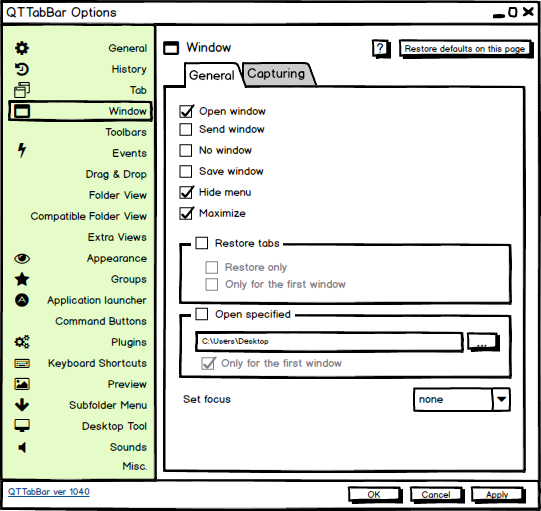 QTTabBar Options
General
History
Tab
Window
Toolbars
Events
Drag & Drop
Folder View
Compatible Folder View
Extra Views
Appearance
Groups
Application launcher
Command Buttons
Plugins
Keyboard Shortcuts
Preview
Subfolder Menu
Desktop Tool
Sounds
Misc.
QTTabBar ver 1040
Window
?
Restore defaults on this page
General
Capturing
Open window
Send window
No window
Save window
Hide menu
Maximize
Restore tabs
Restore only
Only for the first window
Open specified
C:\Users\Desktop
...
Only for the first window
Set focus
none
OK
Cancel
Apply